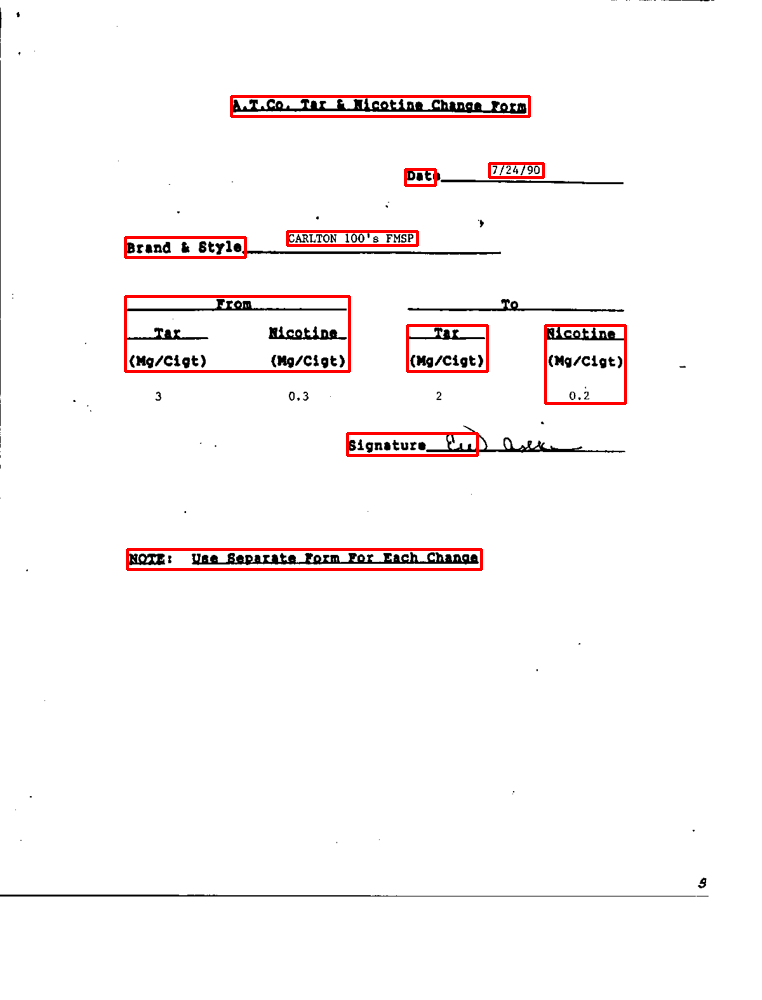 A.T.Co. Tar & Nicotine Change Form
Date 7/24/90
Brand & Style CARLTON 100's FMSP
From To
Tar Nicotine Tar Nicotine
(Mg/Cigt) (Mg/Cigt) (Mg/Cigt) (Mg/Cigt)
3 0.3 2 0.2
Signature
NOTE: Use Separate Form For Each Change